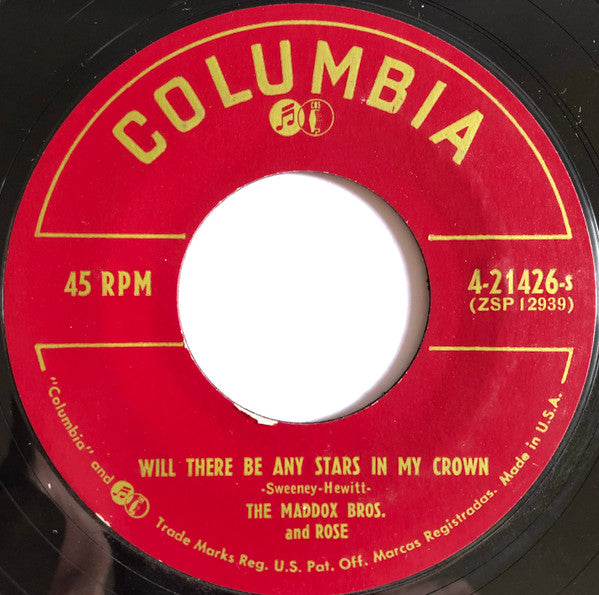 COLUMBIA
CBS
45 RPM
4-21426-s
(ZSP 12939)
WILL THERE BE ANY STARS IN MY CROWN
-Sweeney-Hewitt-
THE MADDOX BROS.
and ROSE
"Columbia" and Trade Marks Reg. U.S. Pat. Off. Marcas Registradas. Made in U.S.A.